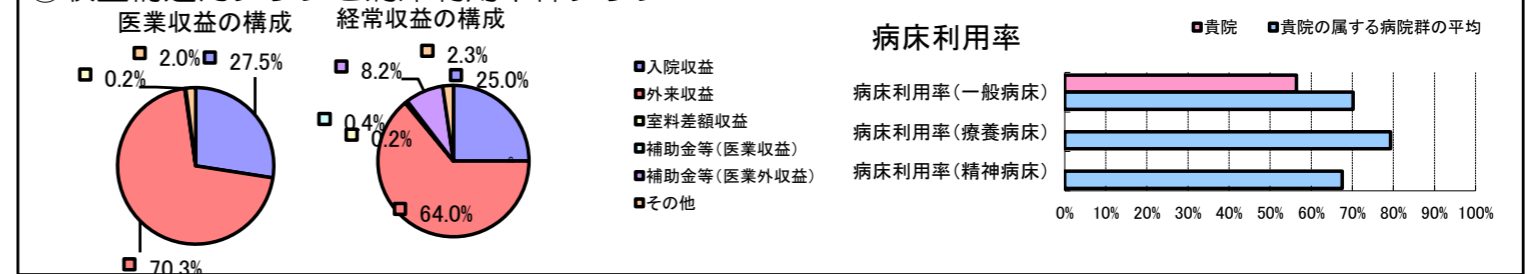 医業収益の構成
2.0%
27.5%
0.2%
70.3%
経常収益の構成
2.3%
8.2%
25.0%
0.4%
0.2%
64.0%
入院収益
外来収益
室料差額収益
補助金等(医業収益)
補助金等(医業外収益)
その他
病床利用率
貴院
貴院の属する病院群の平均
病床利用率(一般病床)
病床利用率(療養病床)
病床利用率(精神病床)
0% 10% 20% 30% 40% 50% 60% 70% 80% 90% 100%